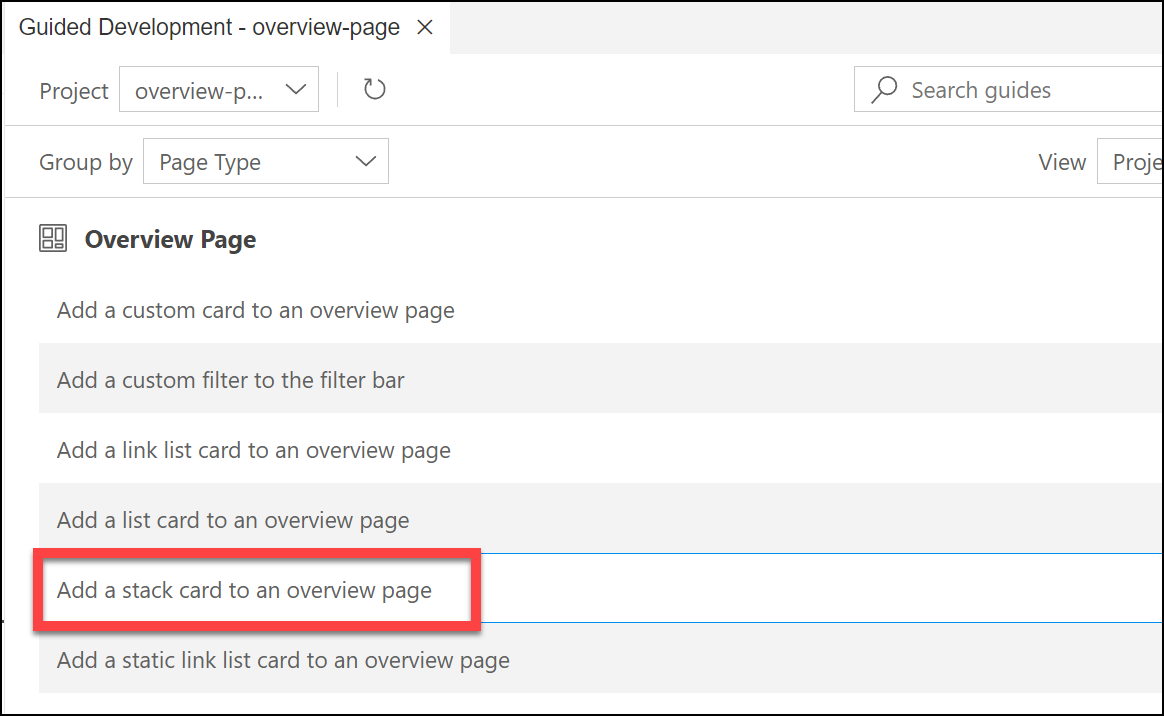 Guided Development - overview-page
Project overview-p... Search guides
Group by Page Type View Proje
Overview Page
Add a custom card to an overview page
Add a custom filter to the filter bar
Add a link list card to an overview page
Add a list card to an overview page
Add a stack card to an overview page
Add a static link list card to an overview page